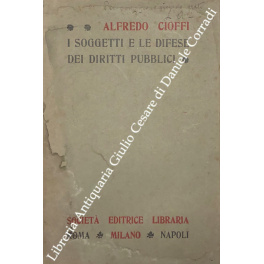 ALFREDO CIOFFI
I SOGGETTI E LE DIFESE
DEI DIRITTI PUBBLICI
SOCIETÀ EDITRICE LIBRARIA
ROMA MILANO NAPOLI
Libreria Antiquaria Giulio Cesare di Daniele Corradi